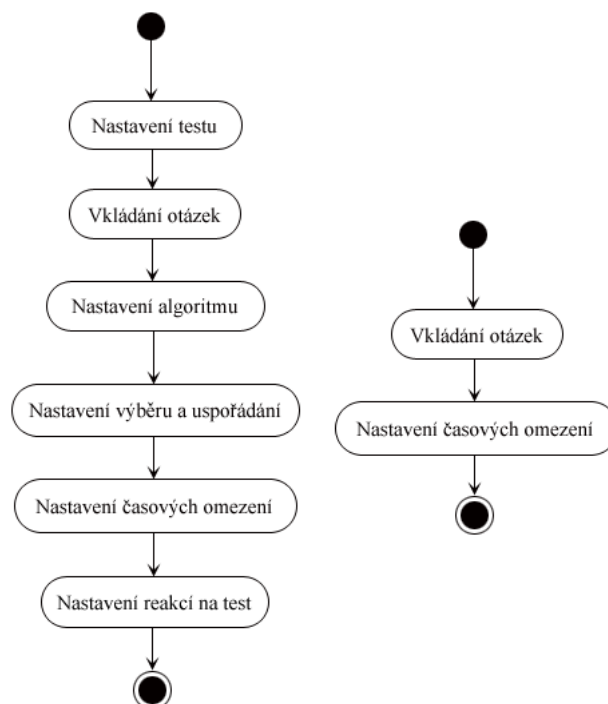 Nastavení testu
Vkládání otázek
Nastavení algoritmu
Nastavení výběru a uspořádání
Nastavení časových omezení
Nastavení reakcí na test
Vkládání otázek
Nastavení časových omezení